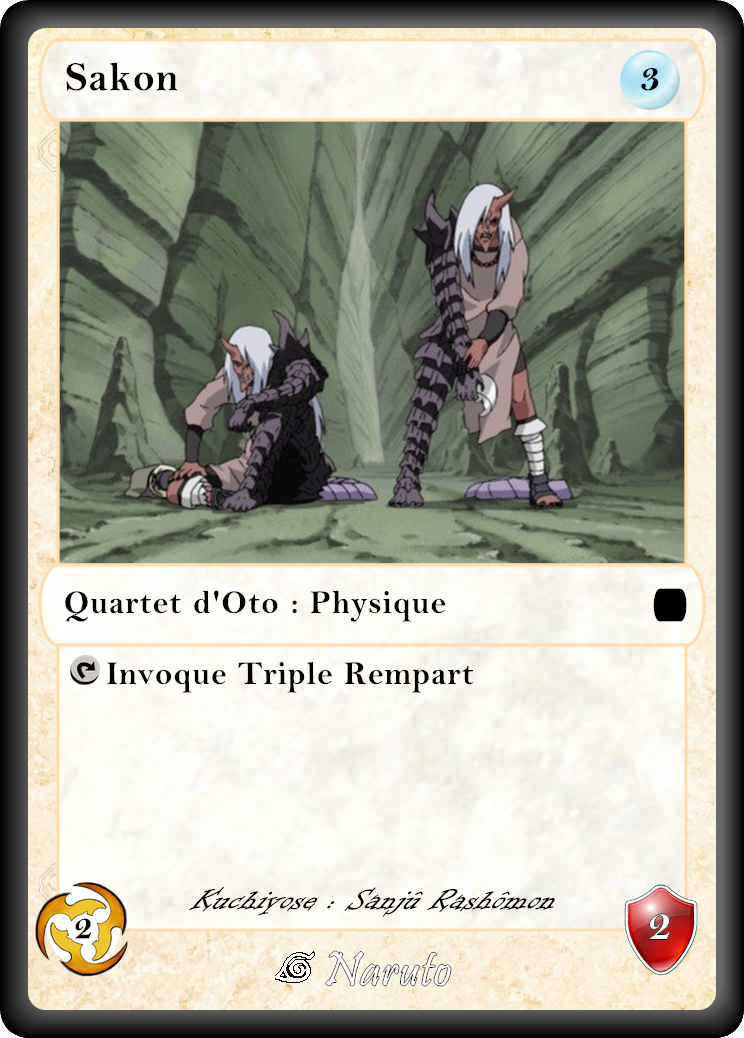 Sakon
3
Quartet d'Oto : Physique
Invoque Triple Rempart
Kuchiyose : Sanjû Rashômon
2
2
Naruto